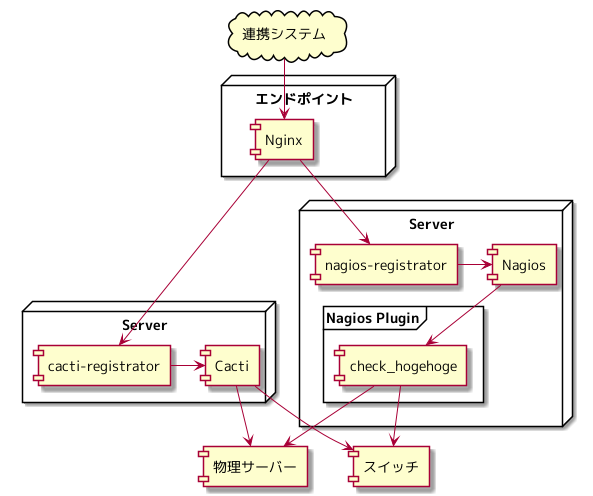 連携システム
エンドポイント
Nginx
Server
nagios-registrator
Nagios
Nagios Plugin
check_hogehoge
Server
cacti-registrator
Cacti
物理サーバー
スイッチ